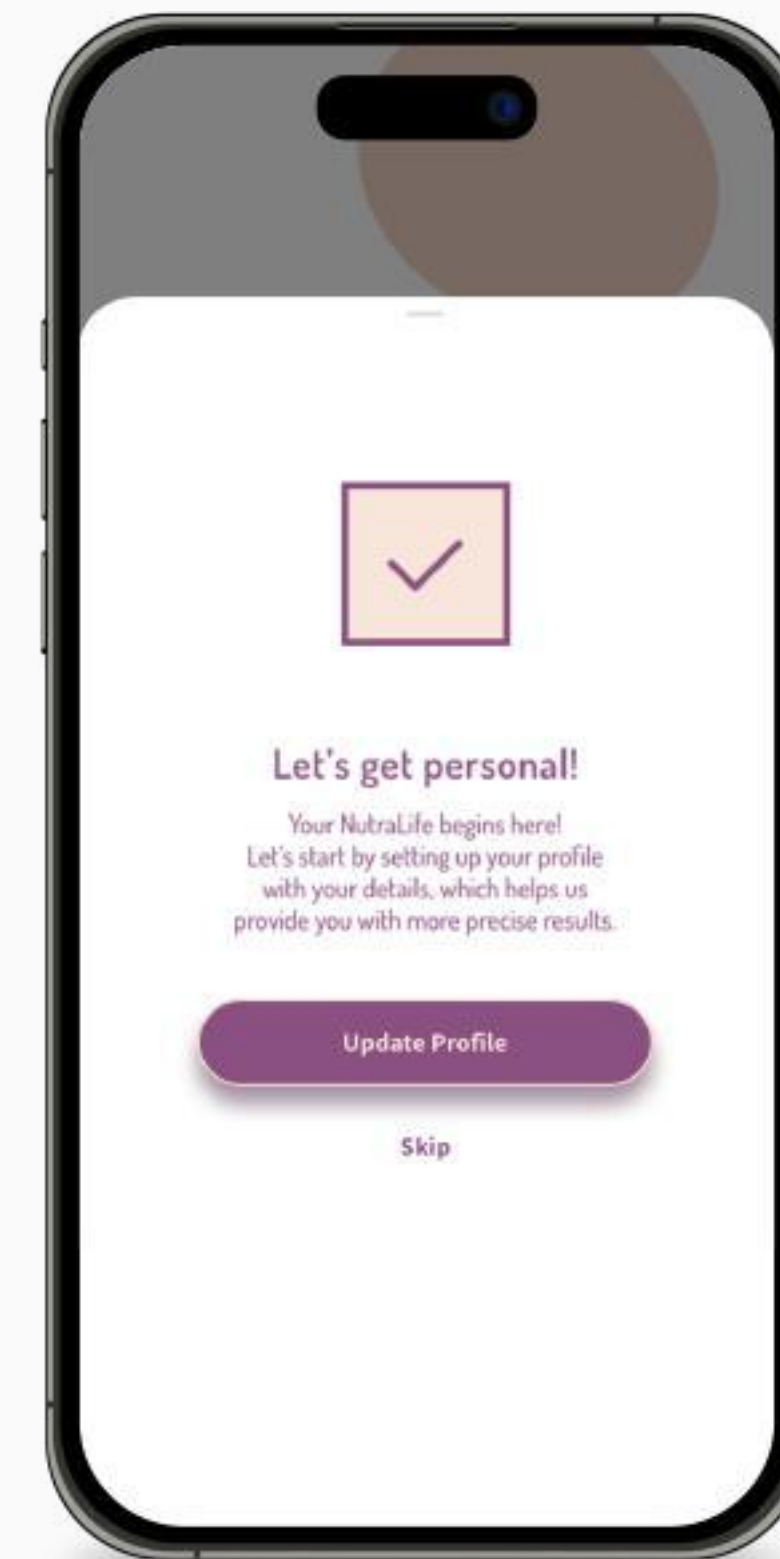 Let's get personal!
Your NutraLife begins here!
Let's start by setting up your profile
with your details, which helps us
provide you with more precise results.
Update Profile
Skip